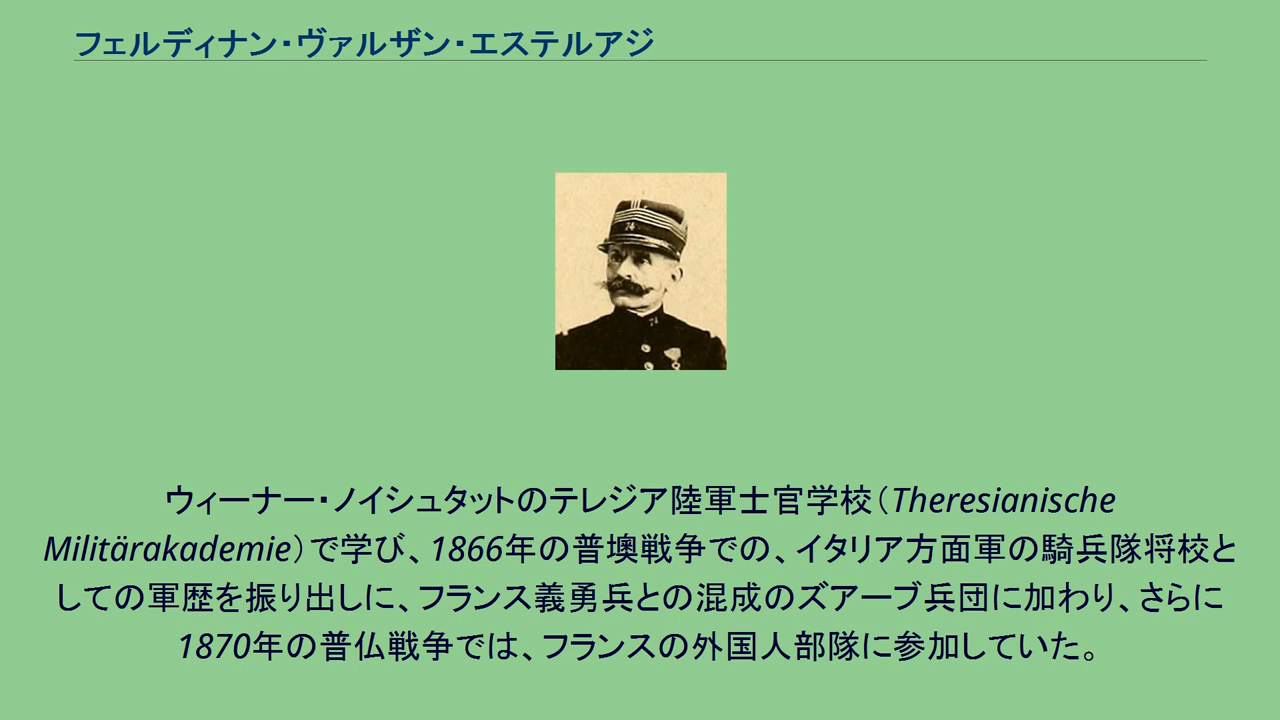 フェルディナン・ヴァルザン・エステルアジ
ウィーナー・ノイシュタットのテレジア陸軍士官学校（Theresianische
Militärakademie）で学び、1866年の普墺戦争での、イタリア方面軍の騎兵隊将校と
しての軍歴を振り出しに、フランス義勇兵との混成のズアーブ兵団に加わり、さらに
1870年の普仏戦争では、フランスの外国人部隊に参加していた。